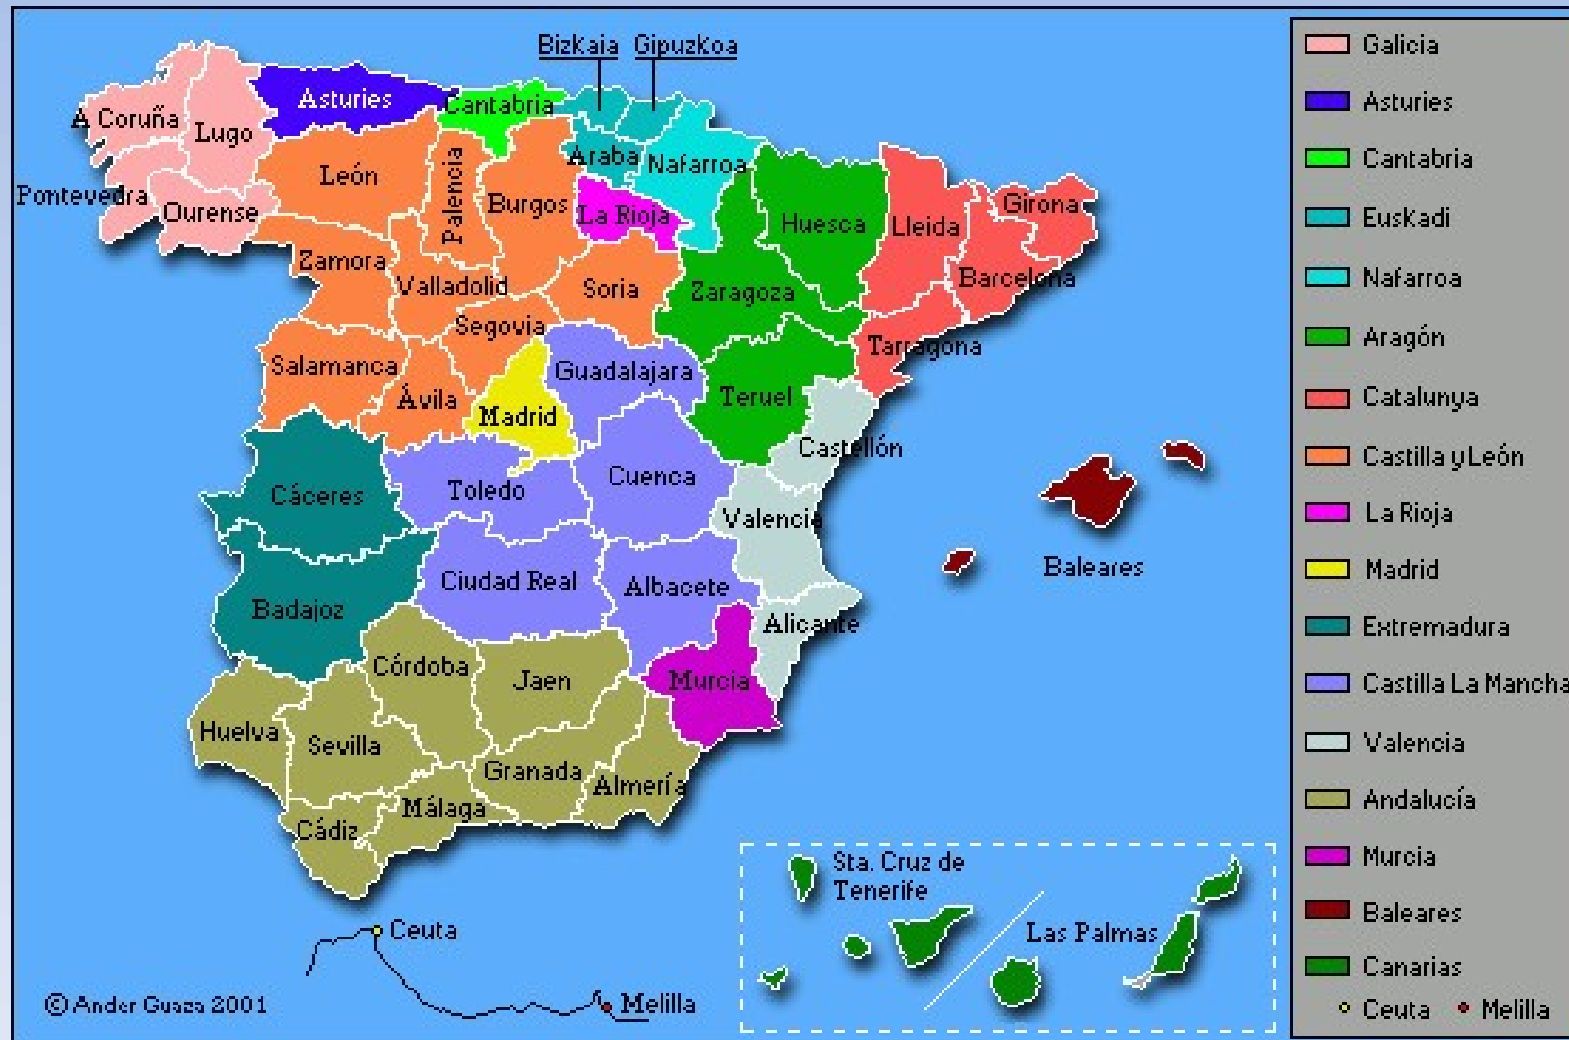 Bizkaia Gipuzkoa
A Coruña
Lugo
Asturies
Cantabria
Pontevedra
Ourense
León
Palencia
Burgos
Araba
Nafarroa
La Rioja
Huesca
Lleida
Girona
Zamora
Valladolid
Soria
Zaragoza
Barcelona
Segovia
Salamanca
Ávila
Madrid
Guadalajara
Teruel
Tarragona
Castellón
Cáceres
Toledo
Cuenca
Valencia
Badajoz
Ciudad Real
Albacete
Alicante
Baleares
Córdoba
Jaen
Murcia
Huelva
Sevilla
Granada
Almería
Málaga
Cádiz
Sta. Cruz de
Tenerife
Las Palmas
Ceuta
Melilla
© Ander Guaza 2001
Galicia
Asturies
Cantabria
Euskadi
Nafarroa
Aragón
Catalunya
Castilla y León
La Rioja
Madrid
Extremadura
Castilla La Mancha
Valencia
Andalucía
Murcia
Baleares
Canarias
Ceuta Melilla